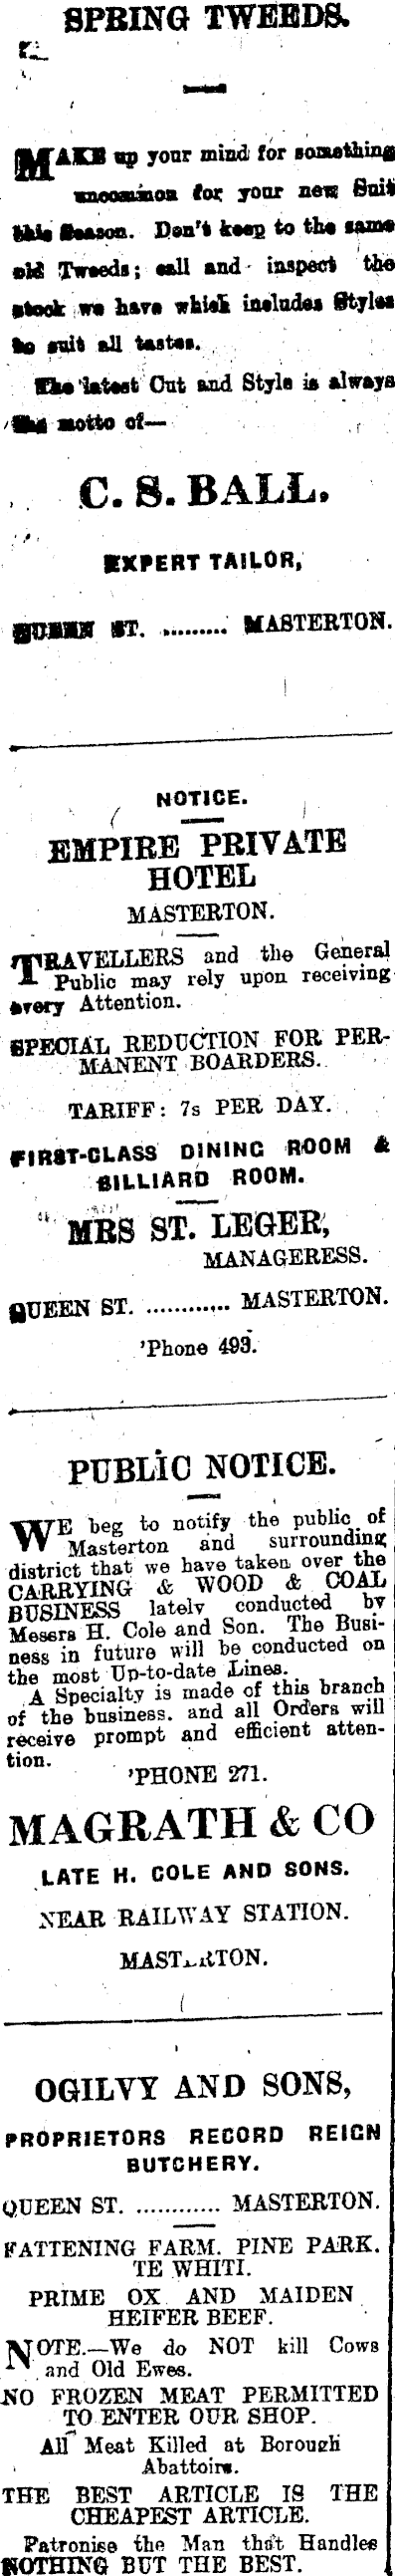 SPRING TWEEDS.
MAKE up your mind for something
uncommon for your new Suit
this Season. Don't keep to the same
old Tweeds; call and inspect the
stock we have which includes Styles
to suit all tastes.
The latest Cut and Style is always
the motto of—
C. S. BALL,
EXPERT TAILOR,
QUEEN ST. ......... MASTERTON.
NOTICE.
EMPIRE PRIVATE
HOTEL
MASTERTON.
TRAVELLERS and the General
Public may rely upon receiving
every Attention.
SPECIAL REDUCTION FOR PER-
MANENT BOARDERS.
TARIFF: 7s PER DAY.
FIRST-CLASS DINING ROOM &
BILLIARD ROOM.
MRS ST. LEGER,
MANAGERESS.
QUEEN ST. ............ MASTERTON.
'Phone 493.
PUBLIC NOTICE.
WE beg to notify the public of
Masterton and surrounding
district that we have taken over the
CARRYING & WOOD & COAL
BUSINESS lately conducted by
Messrs H. Cole and Son. The Busi-
ness in future will be conducted on
the most Up-to-date Lines.
A Specialty is made of this branch
of the business. and all Orders will
receive prompt and efficient atten-
tion.
'PHONE 271.
MAGRATH & CO
LATE H. COLE AND SONS.
NEAR RAILWAY STATION.
MASTERTON.
OGILVY AND SONS,
PROPRIETORS RECORD REIGN
BUTCHERY.
QUEEN ST. ............ MASTERTON.
FATTENING FARM. PINE PARK.
TE WHITI.
PRIME OX AND MAIDEN
HEIFER BEEF.
NOTE.—We do NOT kill Cows
and Old Ewes.
NO FROZEN MEAT PERMITTED
TO ENTER OUR SHOP.
All Meat Killed at Borough
Abattoirs.
THE BEST ARTICLE IS THE
CHEAPEST ARTICLE.
Patronise the Man that Handles
NOTHING BUT THE BEST.